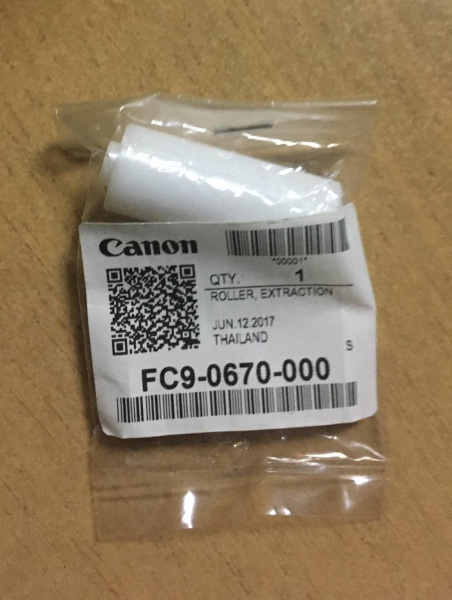 Canon
*00001*
QTY. 1
ROLLER, EXTRACTION
JUN.12.2017
THAILAND
S
FC9-0670-000